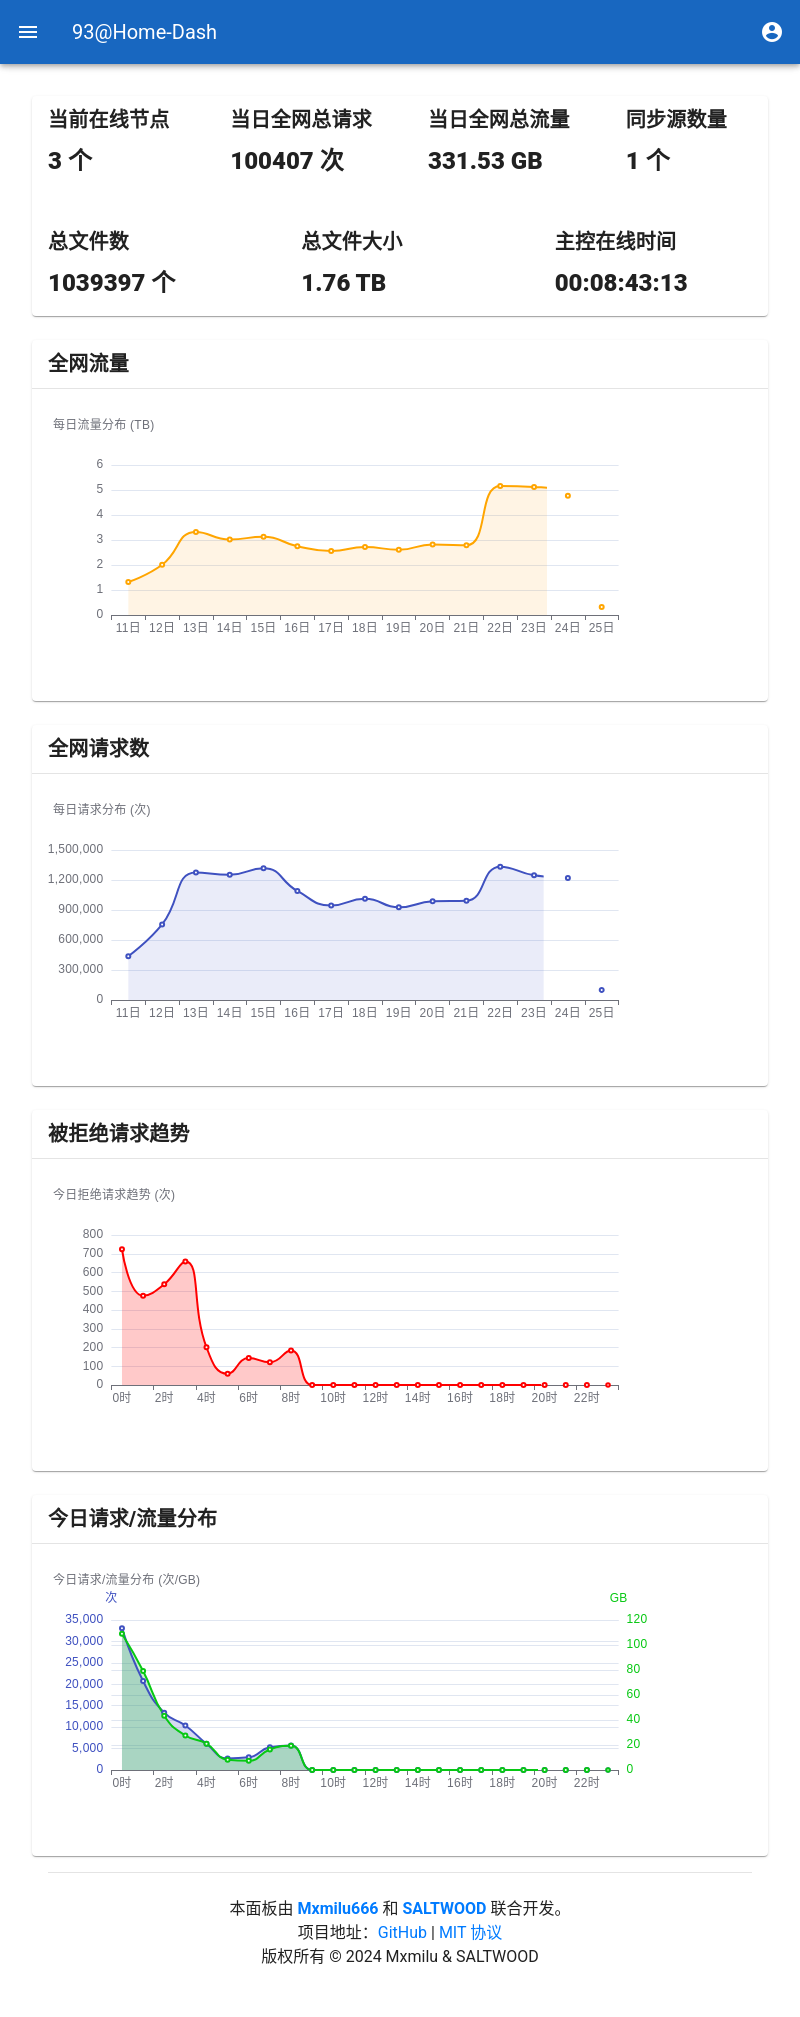 93@Home-Dash
当前在线节点 当日全网总请求 当日全网总流量 同步源数量
3 个 100407 次 331.53 GB 1 个
总文件数 总文件大小 主控在线时间
1039397 个 1.76 TB 00:08:43:13
全网流量
每日流量分布 (TB)
6
5
4
3
2
1
0
11日 12日 13日 14日 15日 16日 17日 18日 19日 20日 21日 22日 23日 24日 25日
全网请求数
每日请求分布 (次)
1,500,000
1,200,000
900,000
600,000
300,000
0
11日 12日 13日 14日 15日 16日 17日 18日 19日 20日 21日 22日 23日 24日 25日
被拒绝请求趋势
今日拒绝请求趋势 (次)
800
700
600
500
400
300
200
100
0
0时 2时 4时 6时 8时 10时 12时 14时 16时 18时 20时 22时
今日请求/流量分布
今日请求/流量分布 (次/GB)
次 GB
35,000 120
30,000 100
25,000 80
20,000 60
15,000 40
10,000 20
5,000 0
0
0时 2时 4时 6时 8时 10时 12时 14时 16时 18时 20时 22时
本面板由 Mxmilu666 和 SALTWOOD 联合开发。
项目地址：GitHub | MIT 协议
版权所有 © 2024 Mxmilu & SALTWOOD